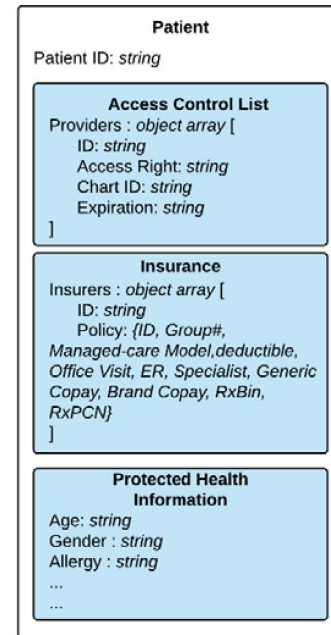 Patient
Patient ID: string
Access Control List
Providers : object array [
ID: string
Access Right: string
Chart ID: string
Expiration: string
]
Insurance
Insurers : object array [
ID: string
Policy: {ID, Group#,
Managed-care Model,deductible,
Office Visit, ER, Specialist, Generic
Copay, Brand Copay, RxBin,
RxPCN}
]
Protected Health
Information
Age: string
Gender : string
Allergy : string
...
...